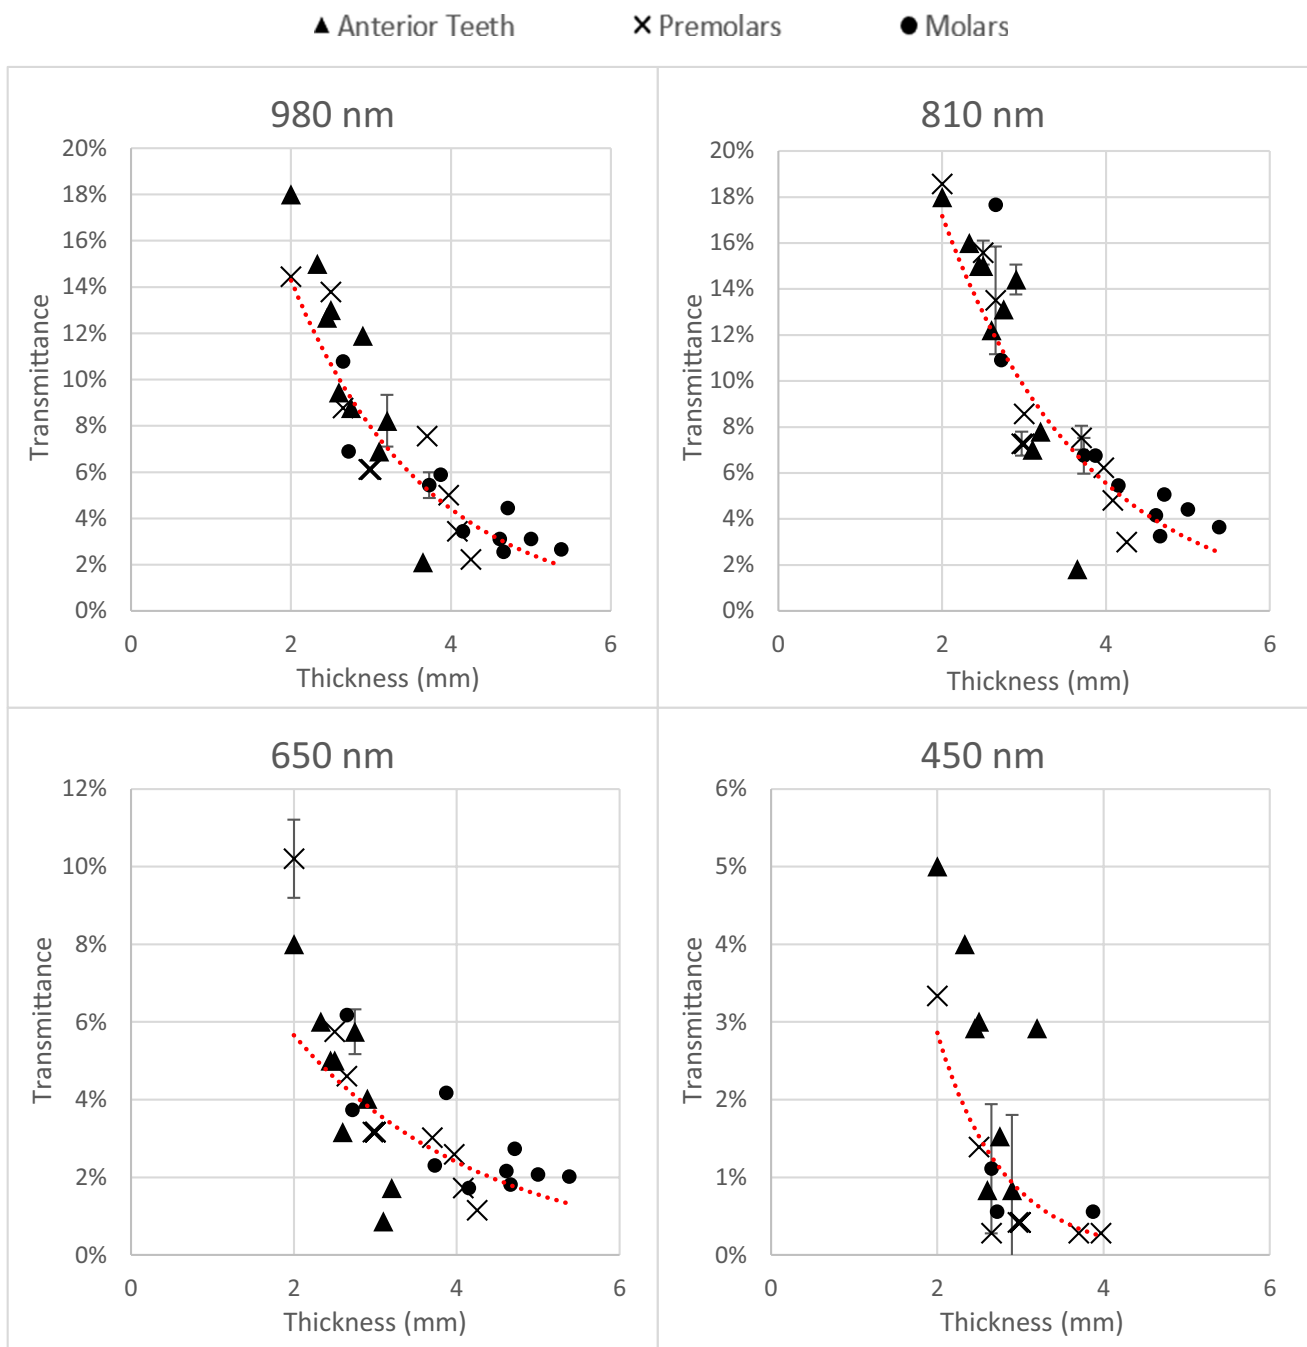 Anterior Teeth Premolars Molars
980 nm
20%
18%
16%
14%
12%
10%
8%
6%
4%
2%
0%
Transmittance
0 2 4 6
Thickness (mm)
810 nm
20%
18%
16%
14%
12%
10%
8%
6%
4%
2%
0%
Transmittance
0 2 4 6
Thickness (mm)
650 nm
12%
10%
8%
6%
4%
2%
0%
Transmittance
0 2 4 6
Thickness (mm)
450 nm
6%
5%
4%
3%
2%
1%
0%
Transmittance
0 2 4 6
Thickness (mm)